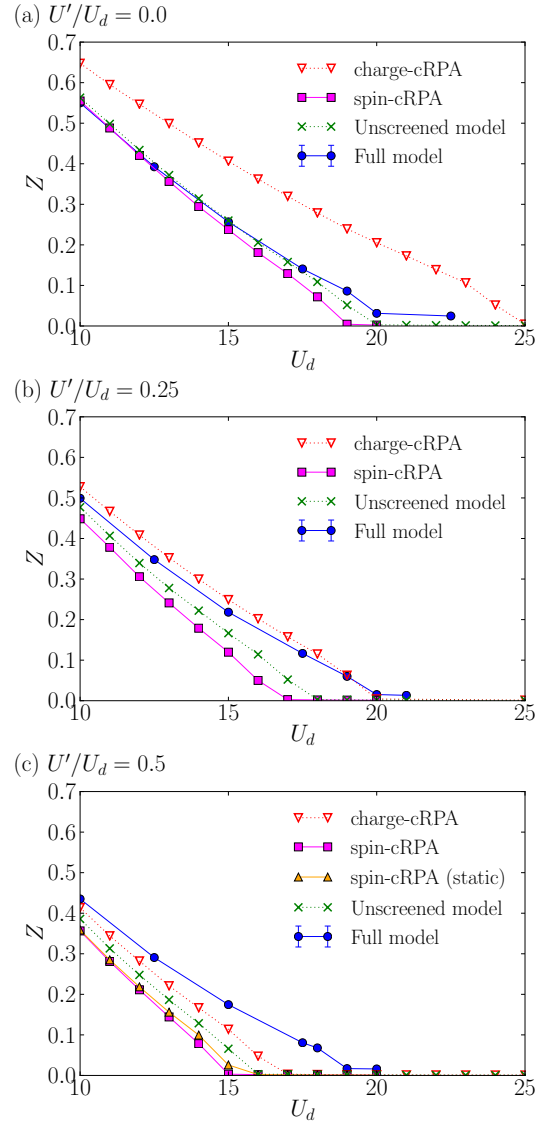 (a) U′/U_d = 0.0
0.7
0.6
0.5
0.4
0.3
0.2
0.1
0.0
Z
charge-cRPA
spin-cRPA
Unscreened model
Full model
10 15 20 25
U_d
(b) U′/U_d = 0.25
0.7
0.6
0.5
0.4
0.3
0.2
0.1
0.0
Z
charge-cRPA
spin-cRPA
Unscreened model
Full model
10 15 20 25
U_d
(c) U′/U_d = 0.5
0.7
0.6
0.5
0.4
0.3
0.2
0.1
0.0
Z
charge-cRPA
spin-cRPA
spin-cRPA (static)
Unscreened model
Full model
10 15 20 25
U_d